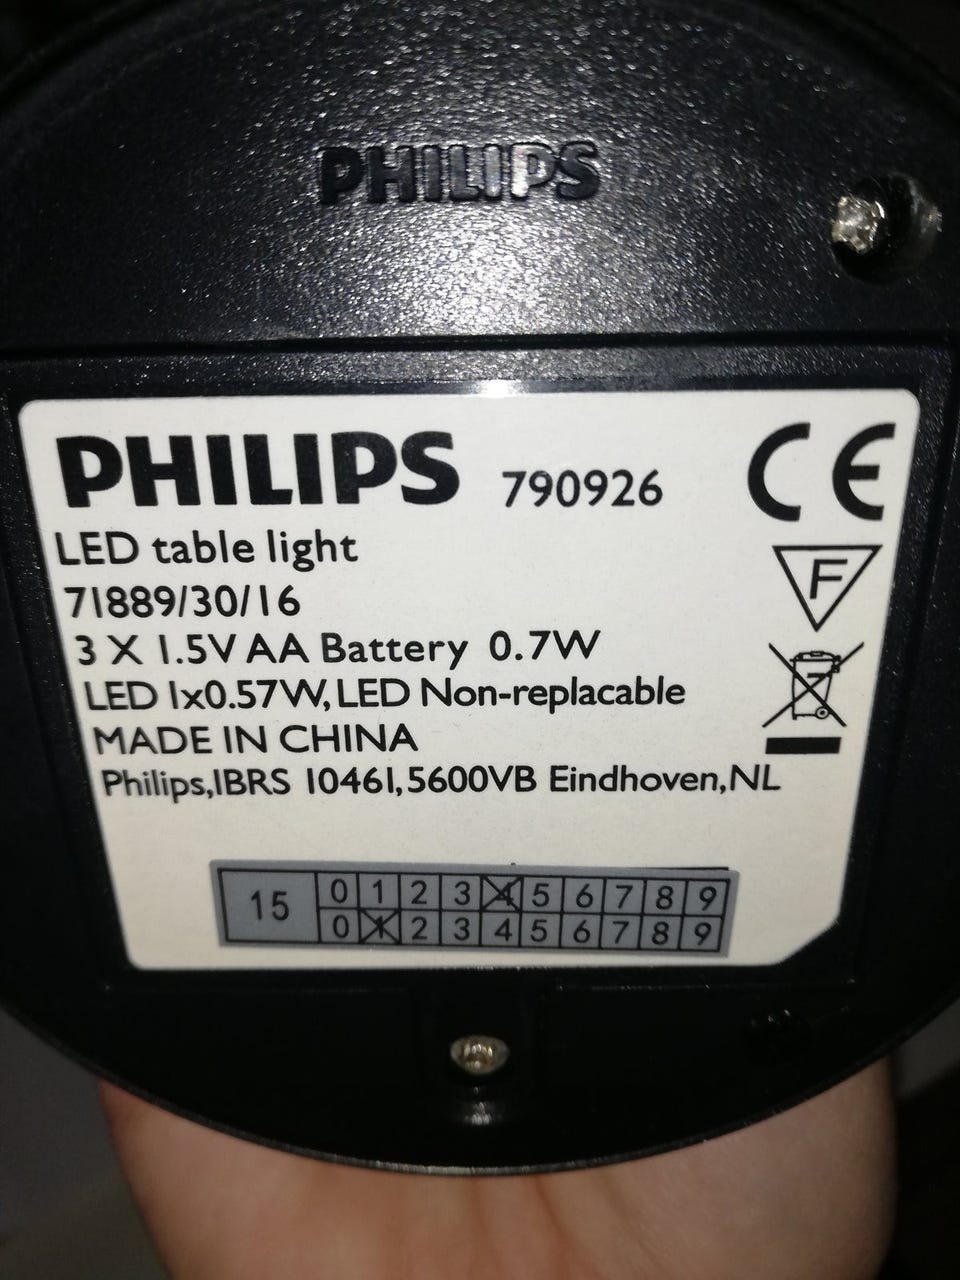 PHILIPS
PHILIPS 790926 CE
LED table light
F
71889/30/16
3 X 1.5V AA Battery 0.7W
LED 1x0.57W, LED Non-replacable
MADE IN CHINA
Philips,IBRS 10461,5600VB Eindhoven,NL
15 0 1 2 3 4 5 6 7 8 9
0 1 2 3 4 5 6 7 8 9